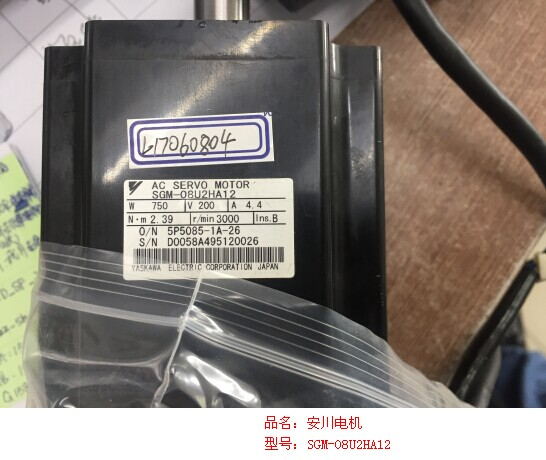 L17060804
AC SERVO MOTOR
SGM-08U2HA12
W 750 V 200 A 4.4
N·m 2.39 r/min 3000 Ins.B
O/N 5P5085-1A-26
S/N D0058A495120026
YASKAWA ELECTRIC CORPORATION JAPAN
品名：安川电机
型号：SGM-08U2HA12